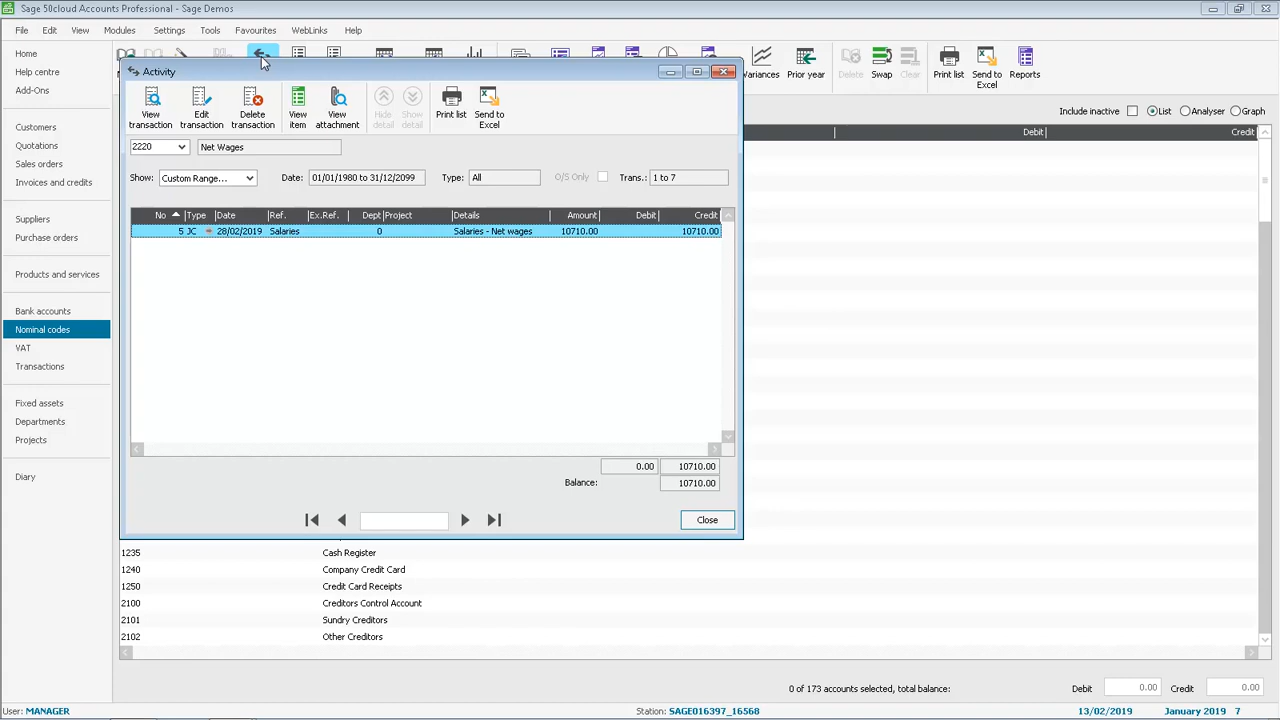 Sage 50cloud Accounts Professional - Sage Demos
File Edit View Modules Settings Tools Favourites WebLinks Help
Home
Help centre
Add-Ons
Customers
Quotations
Sales orders
Invoices and credits
Suppliers
Purchase orders
Products and services
Bank accounts
Nominal codes
VAT
Transactions
Fixed assets
Departments
Projects
Diary
Variances Prior year Delete Swap Clear Print list Send to Excel Reports
Include inactive List Analyser Graph
Debit Credit
Activity
View transaction Edit transaction Delete transaction View item View attachment Hide detail Show detail Print list Send to Excel
2220 Net Wages
Show: Custom Range... Date: 01/01/1980 to 31/12/2099 Type: All O/S Only Trans.: 1 to 7
No Type Date Ref. Ex.Ref. Dept Project Details Amount Debit Credit
5 JC 28/02/2019 Salaries 0 Salaries - Net wages 10710.00 10710.00
0.00 10710.00
Balance: 10710.00
Close
1235 Cash Register
1240 Company Credit Card
1250 Credit Card Receipts
2100 Creditors Control Account
2101 Sundry Creditors
2102 Other Creditors
0 of 173 accounts selected, total balance: Debit 0.00 Credit 0.00
User: MANAGER Station: SAGE016397_16568 13/02/2019 January 2019 7